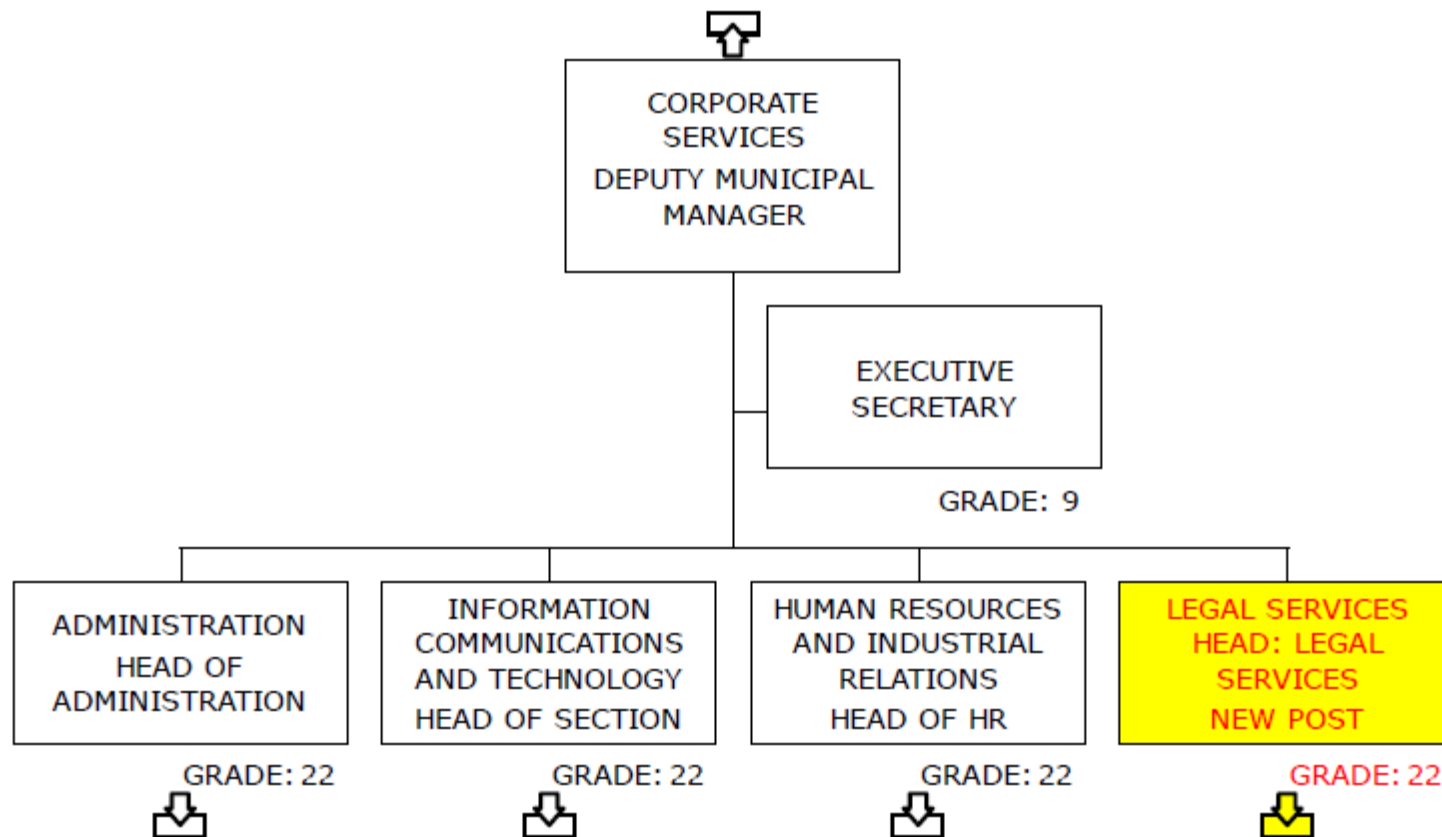 CORPORATE
SERVICES
DEPUTY MUNICIPAL
MANAGER
EXECUTIVE
SECRETARY
GRADE: 9
ADMINISTRATION
HEAD OF
ADMINISTRATION
GRADE: 22
INFORMATION
COMMUNICATIONS
AND TECHNOLOGY
HEAD OF SECTION
GRADE: 22
HUMAN RESOURCES
AND INDUSTRIAL
RELATIONS
HEAD OF HR
GRADE: 22
LEGAL SERVICES
HEAD: LEGAL
SERVICES
NEW POST
GRADE: 22